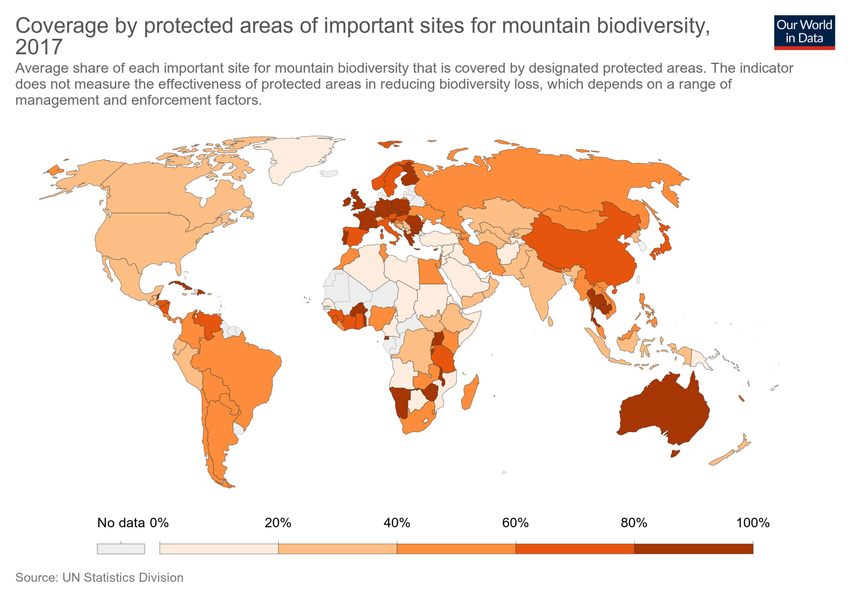 Coverage by protected areas of important sites for mountain biodiversity,
2017
Our World
in Data
Average share of each important site for mountain biodiversity that is covered by designated protected areas. The indicator
does not measure the effectiveness of protected areas in reducing biodiversity loss, which depends on a range of
management and enforcement factors.
No data 0% 20% 40% 60% 80% 100%
Source: UN Statistics Division